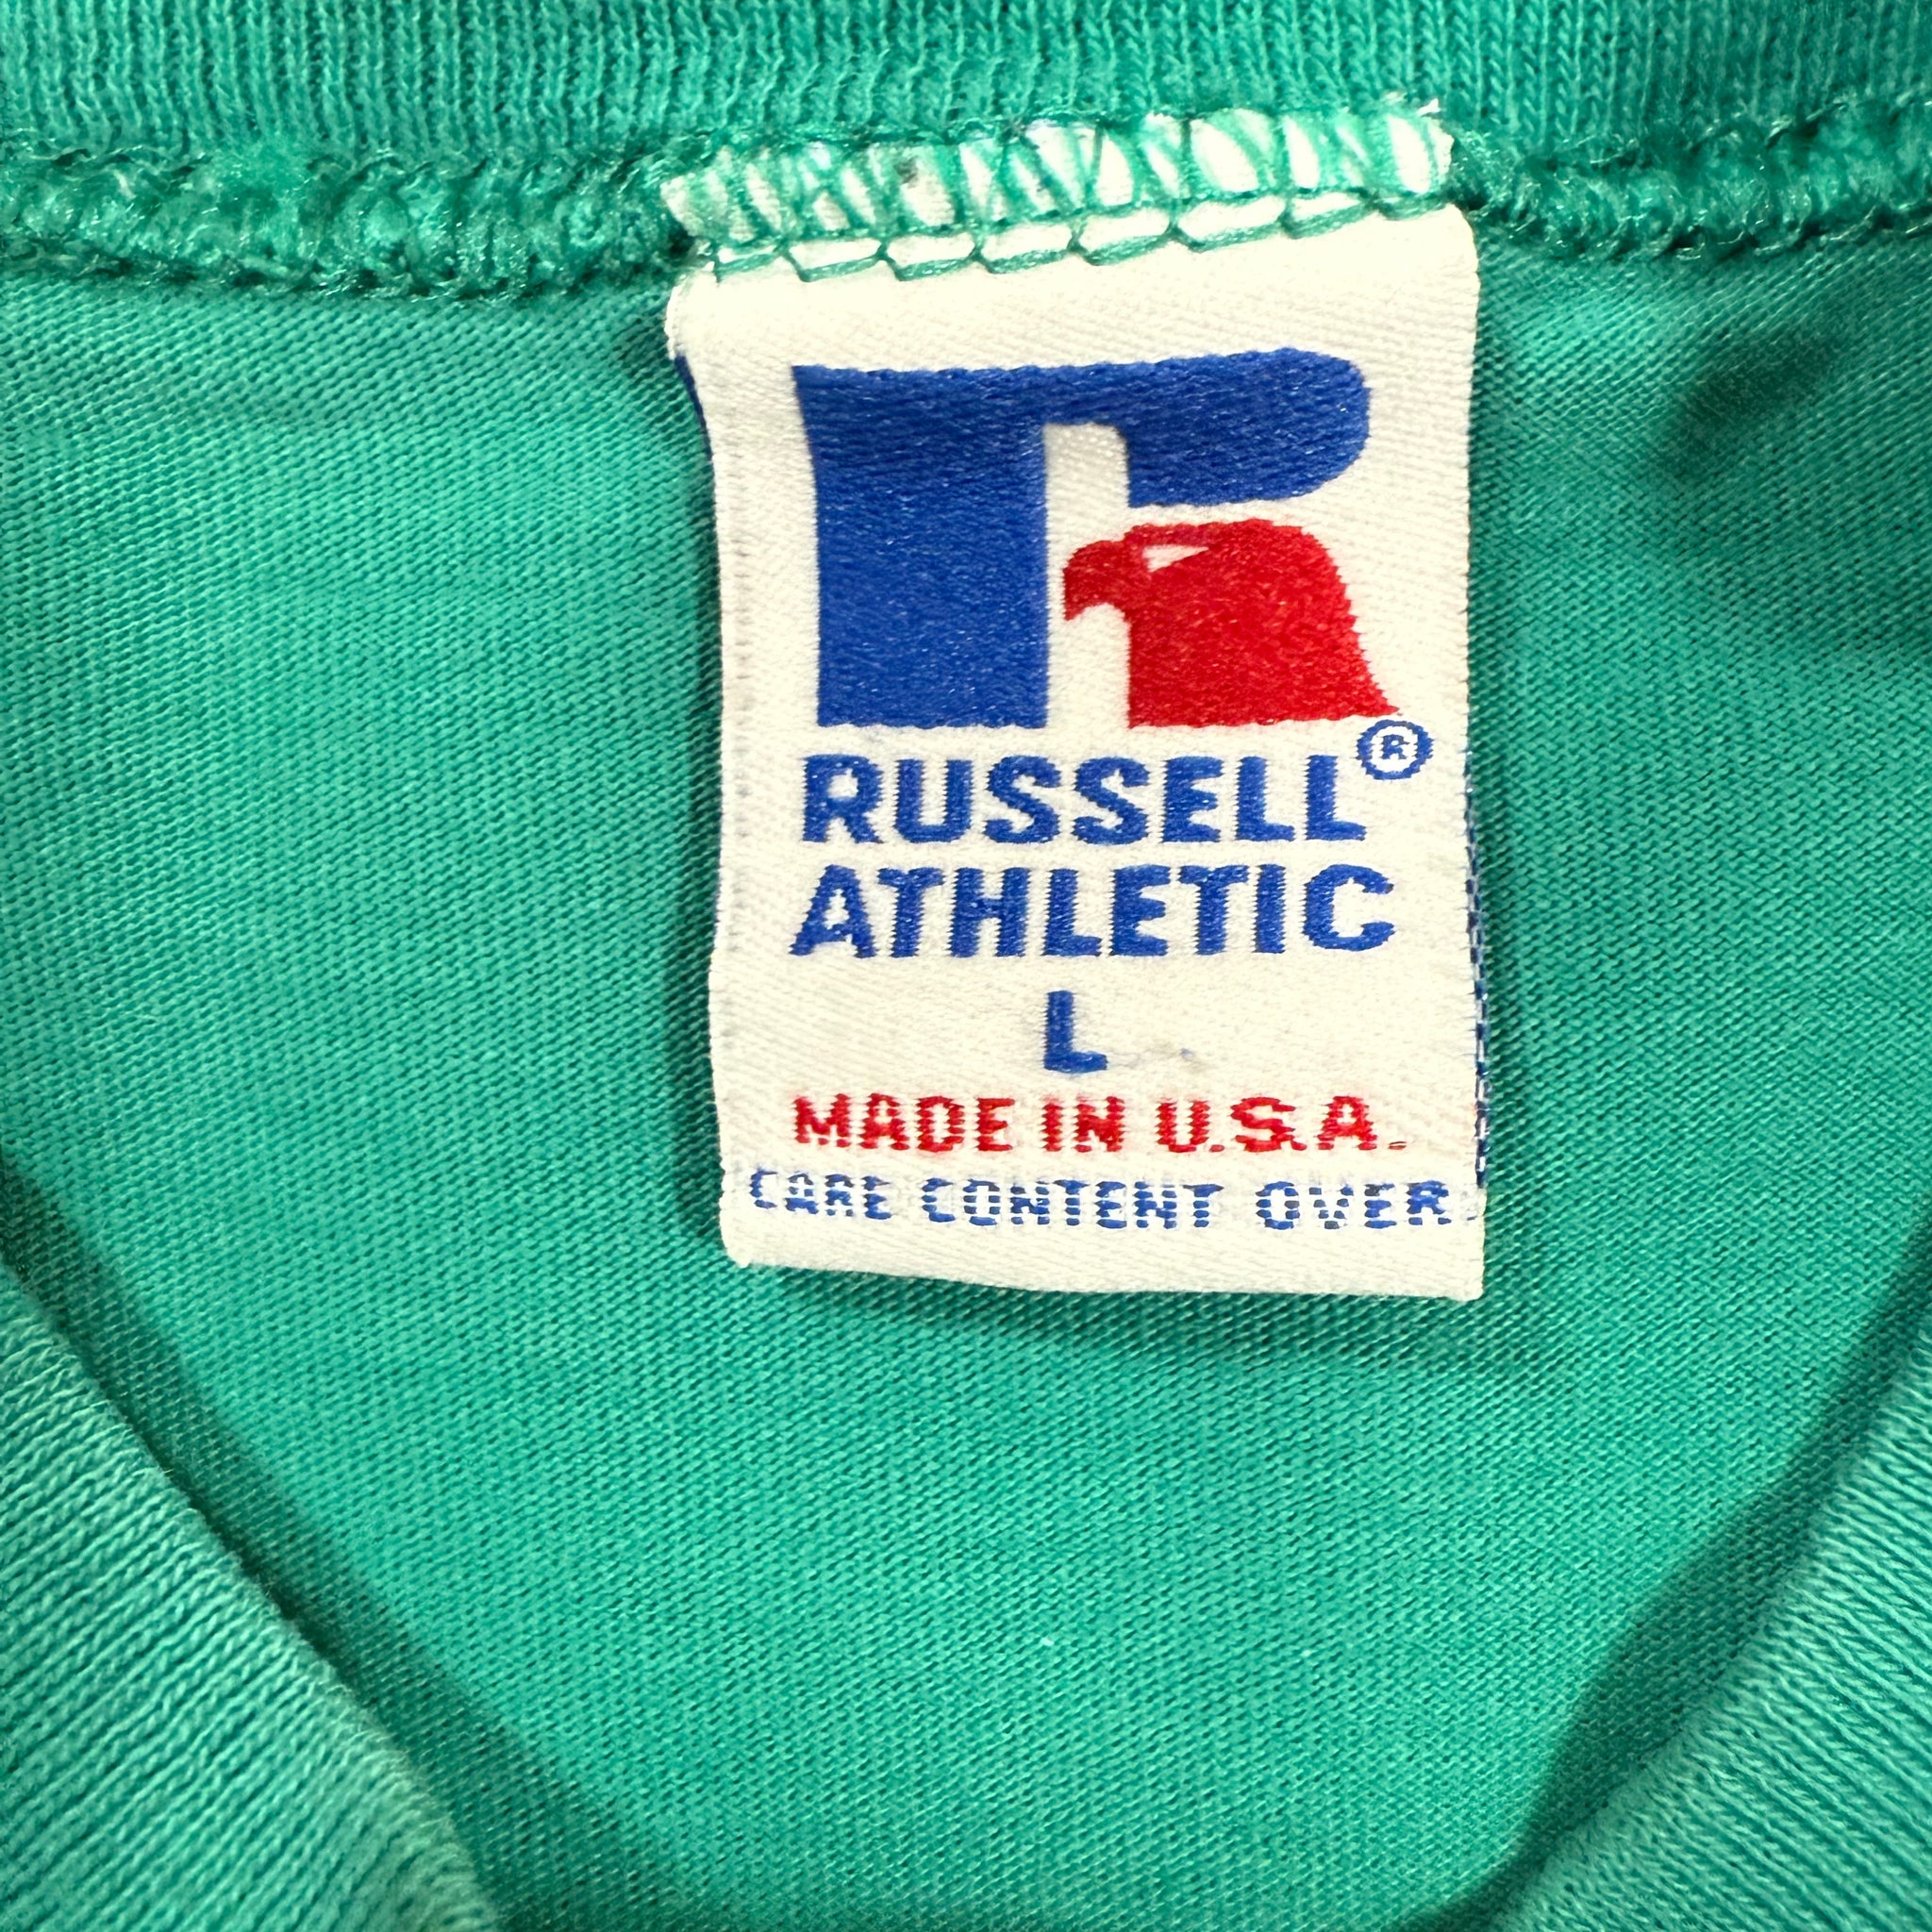 RUSSELL®
ATHLETIC
L
MADE IN U.S.A.
CARE CONTENT OVER